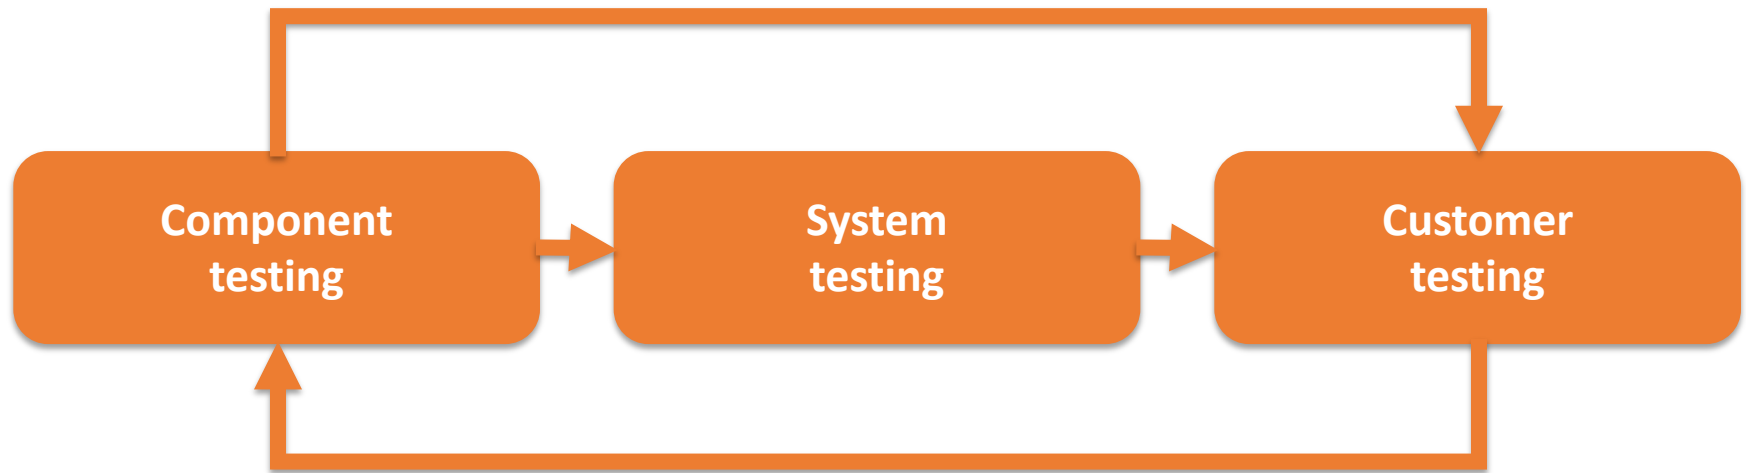 Component
testing
System
testing
Customer
testing